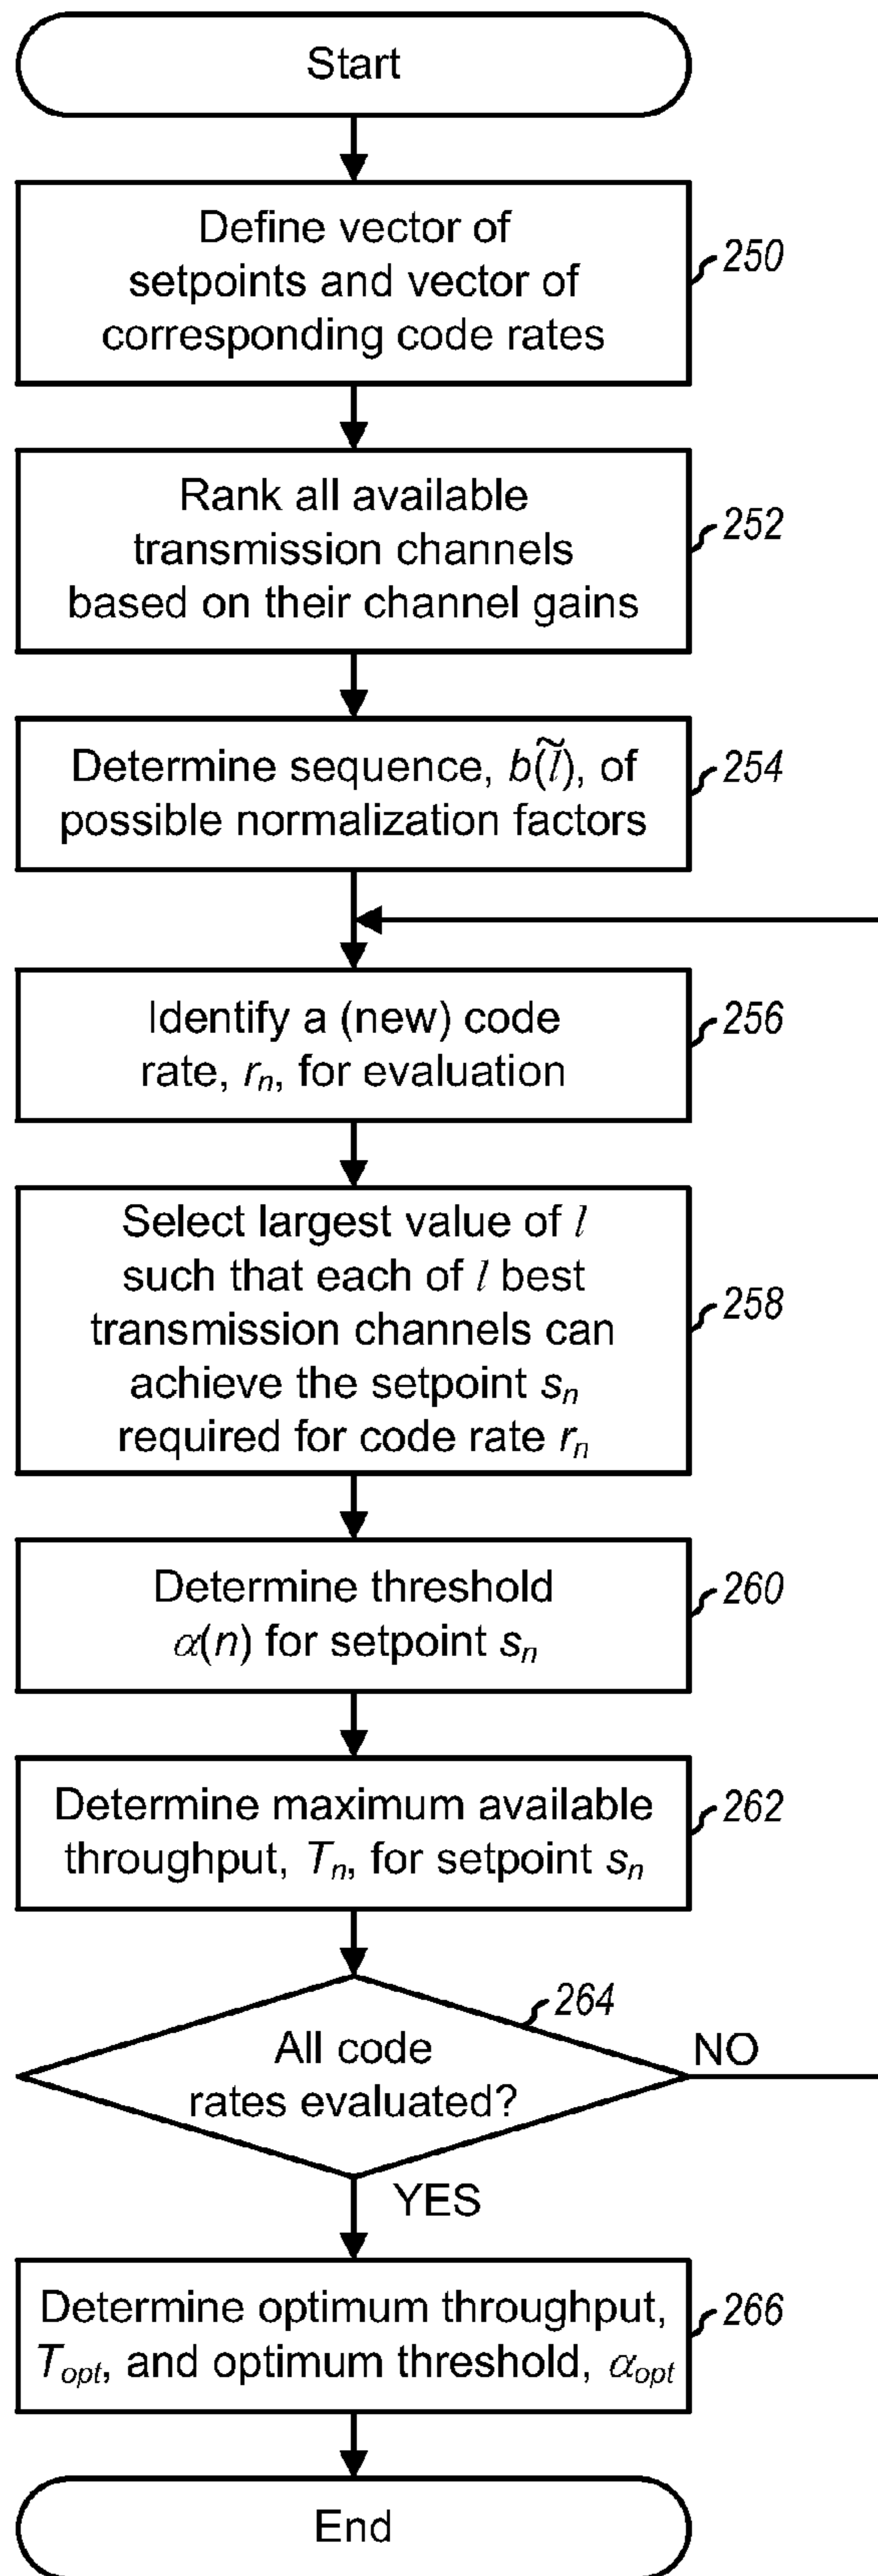 Start
Define vector of
setpoints and vector of
corresponding code rates
250
Rank all available
transmission channels
based on their channel gains
252
Determine sequence, b(l̃), of
possible normalization factors
254
Identify a (new) code
rate, rₙ, for evaluation
256
Select largest value of l
such that each of l best
transmission channels can
achieve the setpoint sₙ
required for code rate rₙ
258
Determine threshold
α(n) for setpoint sₙ
260
Determine maximum available
throughput, Tₙ, for setpoint sₙ
262
264
All code
rates evaluated?
NO
YES
Determine optimum throughput,
Tₒₚₜ, and optimum threshold, αₒₚₜ
266
End